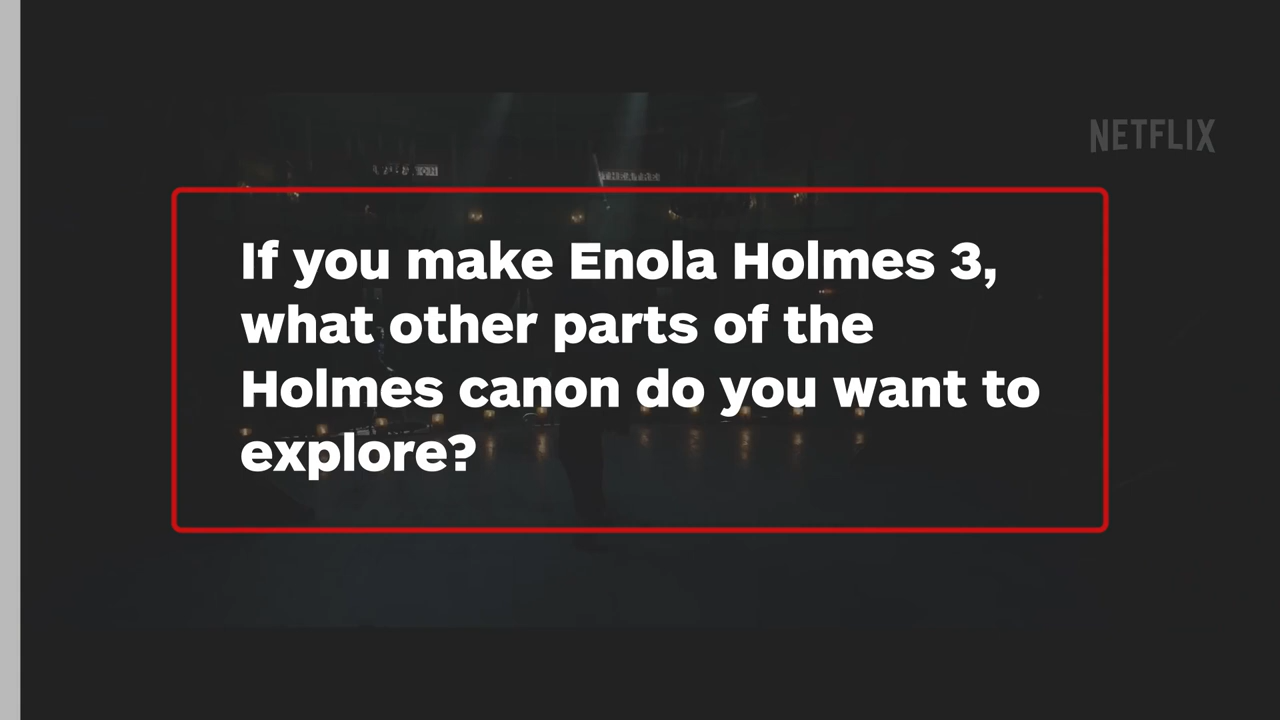 NETFLIX
If you make Enola Holmes 3,
what other parts of the
Holmes canon do you want to
explore?